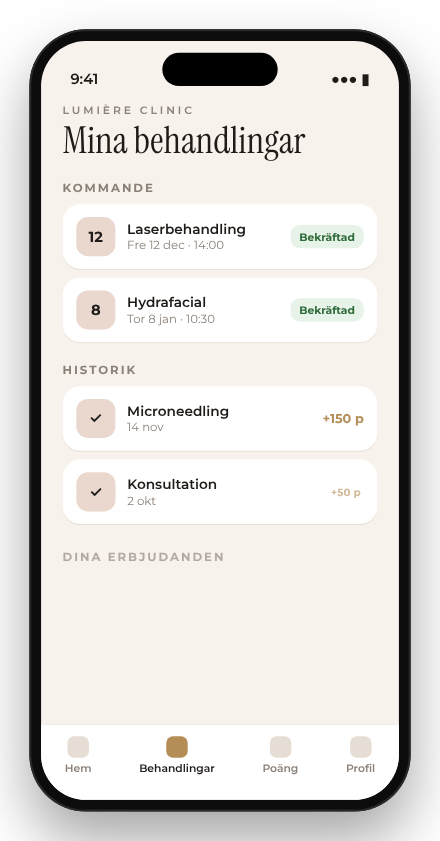 9:41
LUMIÈRE CLINIC
Mina behandlingar
KOMMANDE
12
Laserbehandling
Fre 12 dec · 14:00
Bekräftad
8
Hydrafacial
Tor 8 jan · 10:30
Bekräftad
HISTORIK
Microneedling
14 nov
+150 p
Konsultation
2 okt
+50 p
DINA ERBJUDANDEN
Hem
Behandlingar
Poäng
Profil